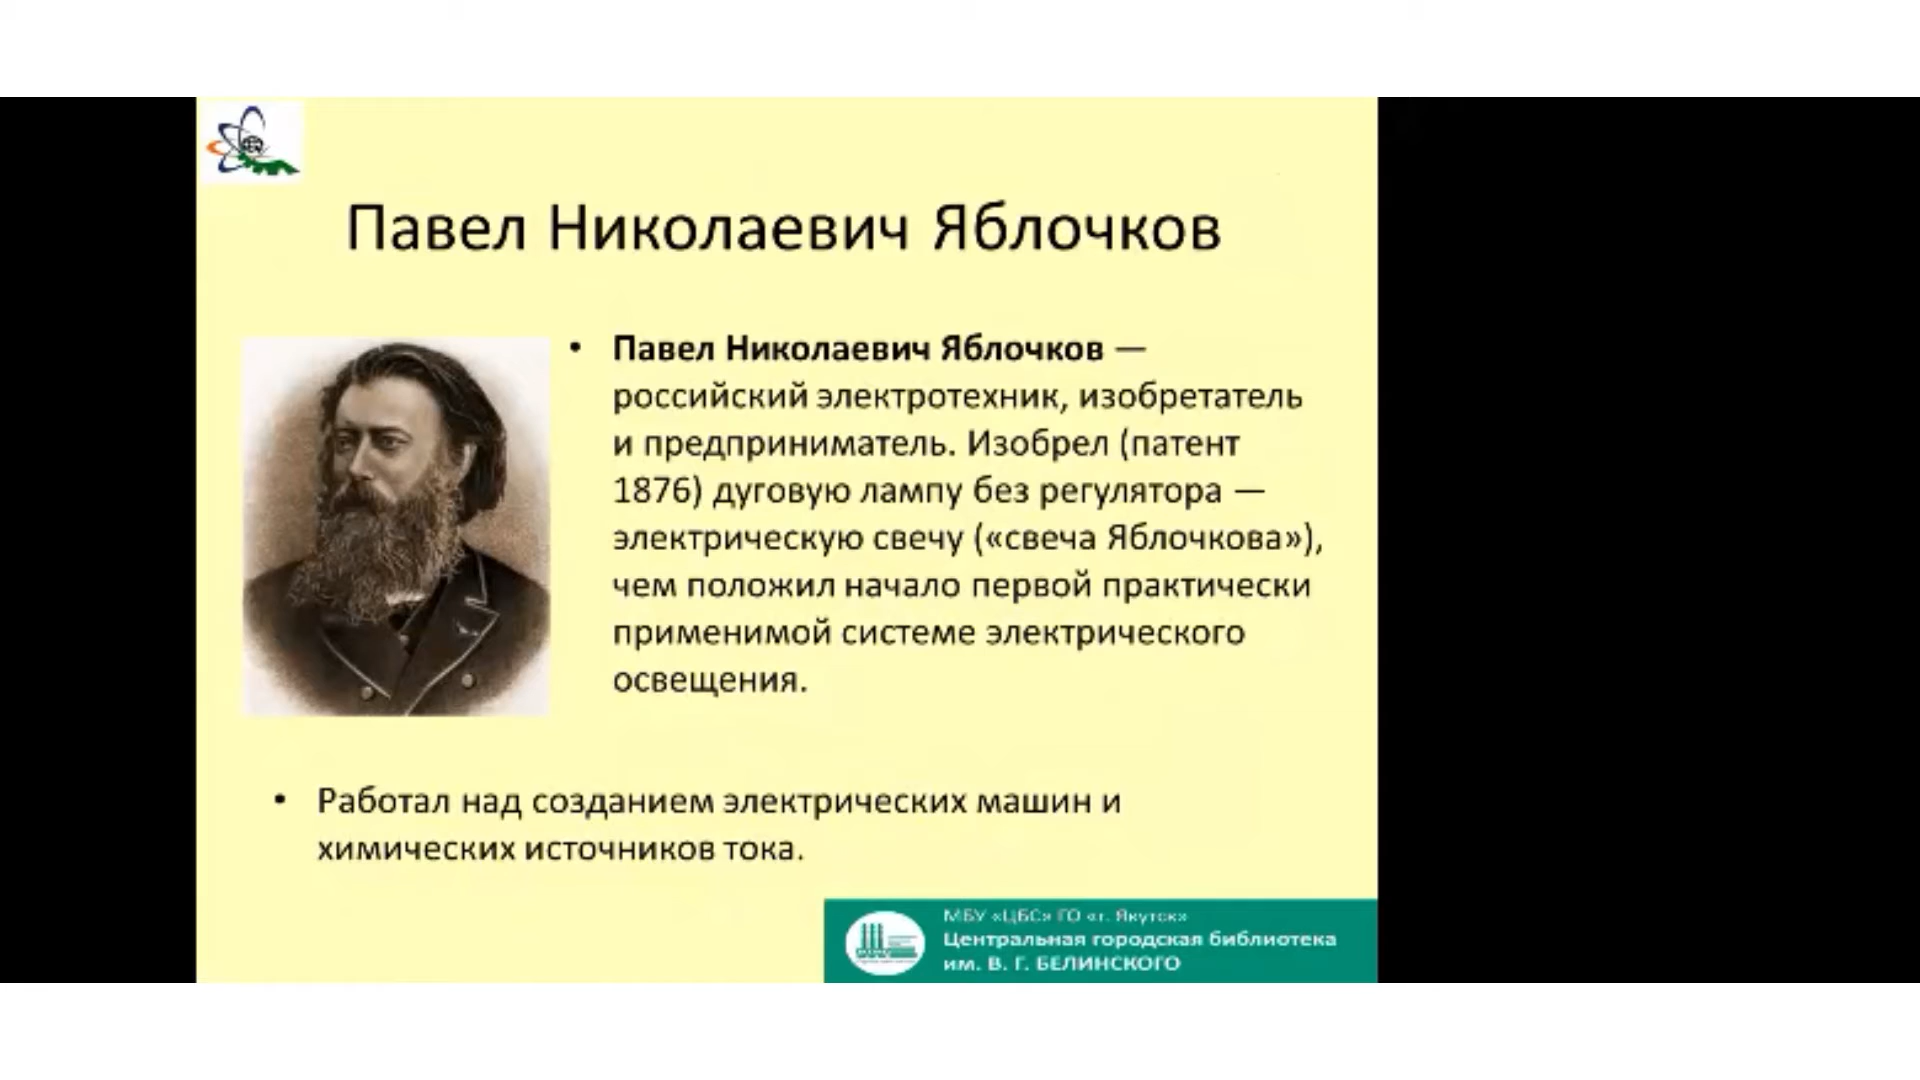 Павел Николаевич Яблочков
• Павел Николаевич Яблочков —
российский электротехник, изобретатель
и предприниматель. Изобрел (патент
1876) дуговую лампу без регулятора —
электрическую свечу («свеча Яблочкова»),
чем положил начало первой практически
применимой системе электрического
освещения.
• Работал над созданием электрических машин и
химических источников тока.
МБУ «ЦБС» ГО «г. Якутск»
Центральная городская библиотека
им. В. Г. БЕЛИНСКОГО